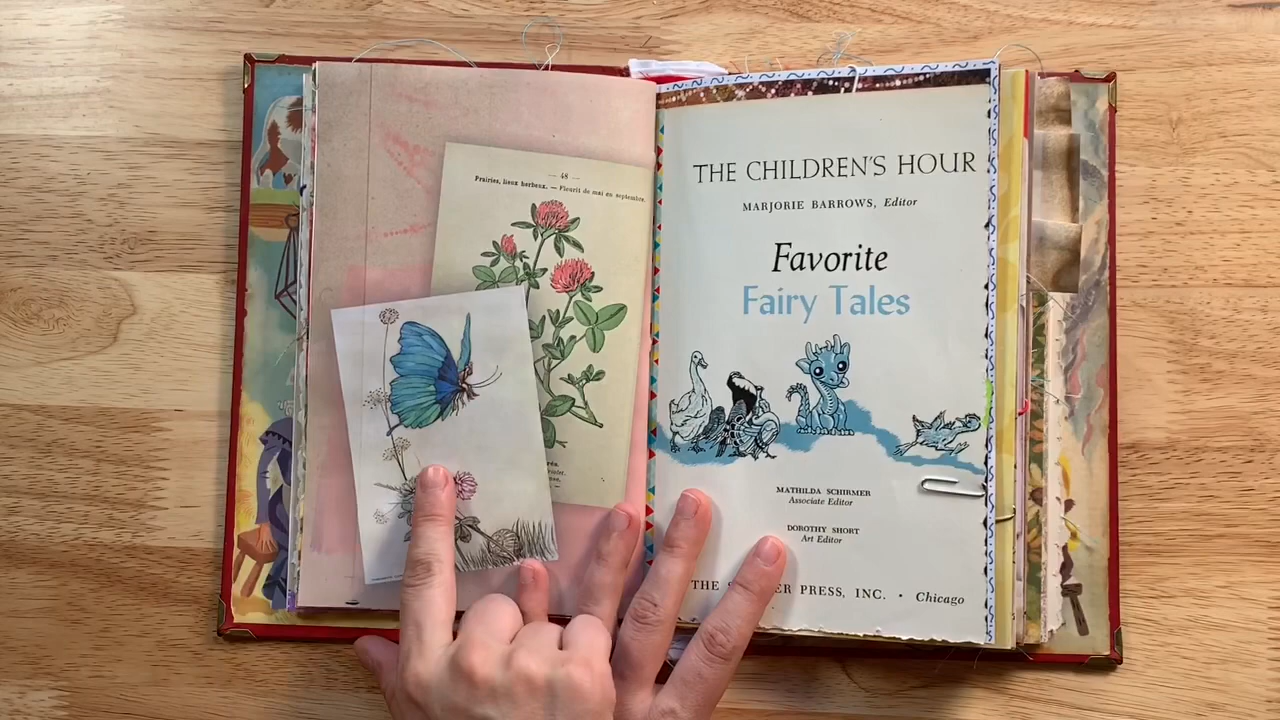 — 48 —
Prairies, lieux herbeux. — Fleurit de mai en septembre.
THE CHILDREN'S HOUR
MARJORIE BARROWS, Editor
Favorite
Fairy Tales
MATHILDA SCHIRMER
Associate Editor
DOROTHY SHORT
Art Editor
THE PRESS, INC. • Chicago